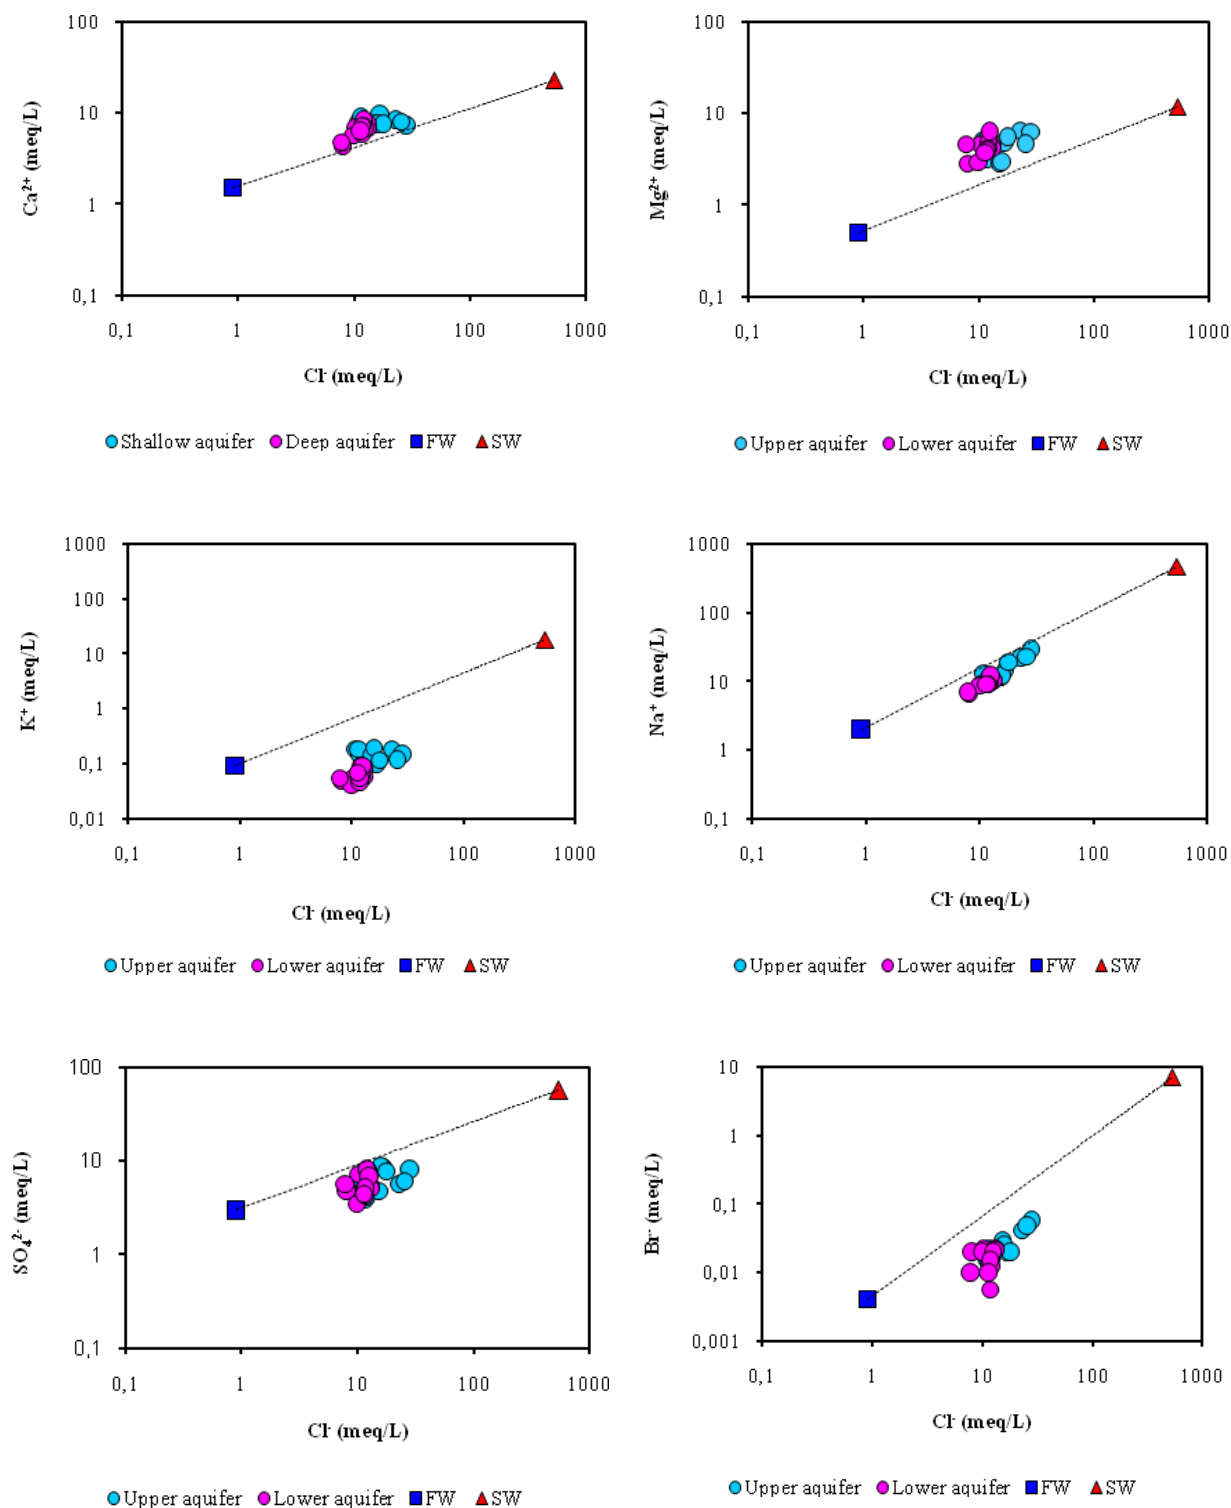 100
10
1
0,1
Ca²⁺ (meq/L)
0,1 1 10 100 1000
Cl⁻ (meq/L)
Shallow aquifer Deep aquifer FW SW
100
10
1
0,1
Mg²⁺ (meq/L)
0,1 1 10 100 1000
Cl⁻ (meq/L)
Upper aquifer Lower aquifer FW SW
1000
100
10
1
0,1
0,01
K⁺ (meq/L)
0,1 1 10 100 1000
Cl⁻ (meq/L)
Upper aquifer Lower aquifer FW SW
1000
100
10
1
0,1
Na⁺ (meq/L)
0,1 1 10 100 1000
Cl⁻ (meq/L)
Upper aquifer Lower aquifer FW SW
100
10
1
0,1
SO₄²⁻ (meq/L)
0,1 1 10 100 1000
Cl⁻ (meq/L)
Upper aquifer Lower aquifer FW SW
10
1
0,1
0,01
0,001
Br⁻ (meq/L)
0,1 1 10 100 1000
Cl⁻ (meq/L)
Upper aquifer Lower aquifer FW SW